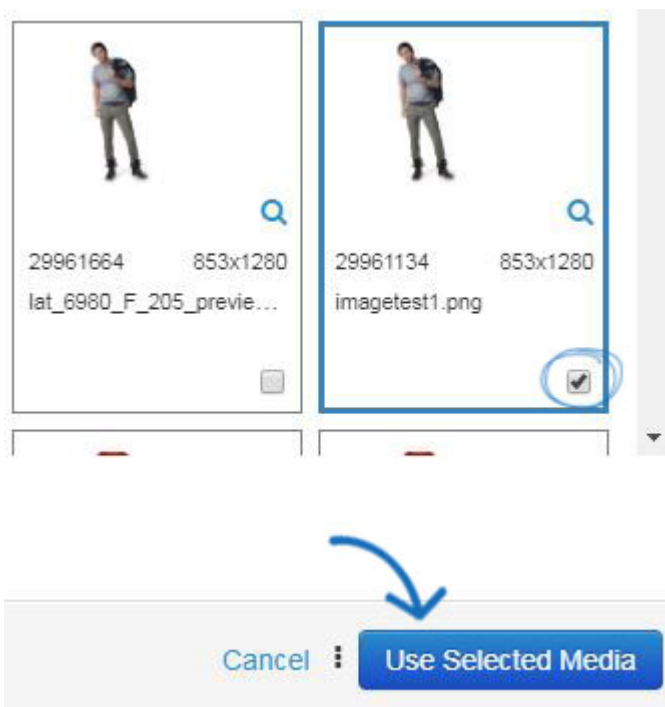 29961664 853x1280
lat_6980_F_205_previe...
29961134 853x1280
imagetest1.png
Cancel
Use Selected Media